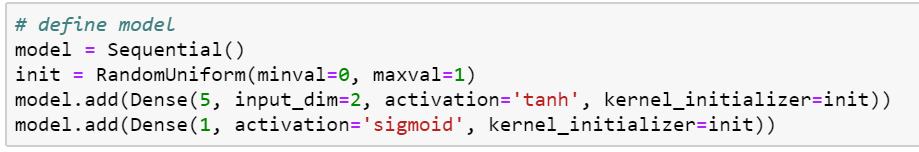 # define model
model = Sequential()
init = RandomUniform(minval=0, maxval=1)
model.add(Dense(5, input_dim=2, activation='tanh', kernel_initializer=init))
model.add(Dense(1, activation='sigmoid', kernel_initializer=init))